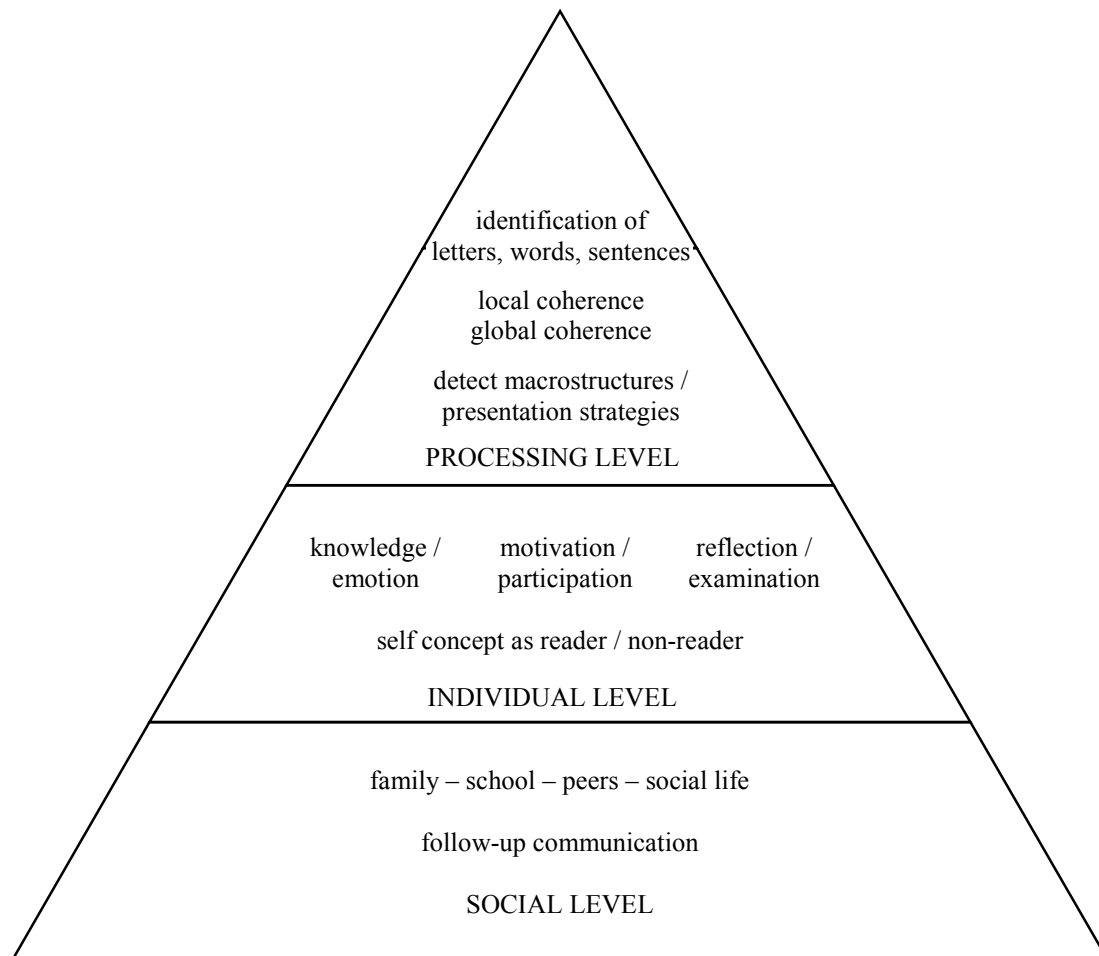 identification of
letters, words, sentences
local coherence
global coherence
detect macrostructures /
presentation strategies
PROCESSING LEVEL
knowledge / motivation / reflection /
emotion participation examination
self concept as reader / non-reader
INDIVIDUAL LEVEL
family – school – peers – social life
follow-up communication
SOCIAL LEVEL